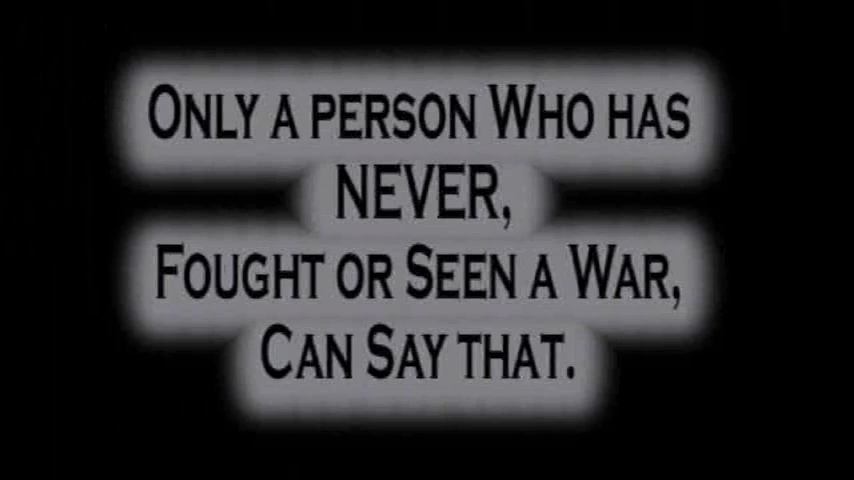 ONLY A PERSON WHO HAS
NEVER,
FOUGHT OR SEEN A WAR,
CAN SAY THAT.